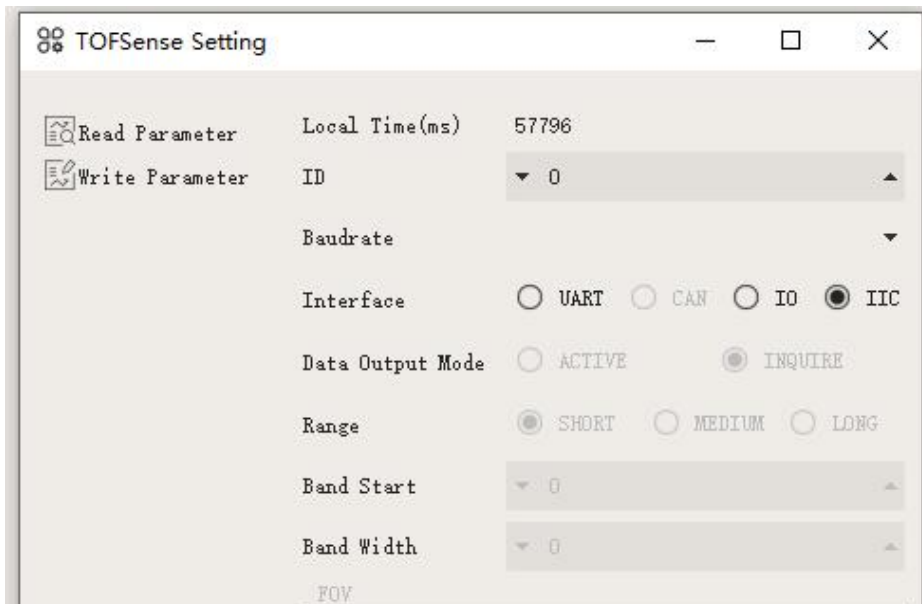 TOFSense Setting
Read Parameter
Write Parameter
Local Time(ms) 57796
ID 0
Baudrate
Interface UART CAN IO IIC
Data Output Mode ACTIVE INQUIRE
Range SHORT MEDIUM LONG
Band Start 0
Band Width 0
FOV